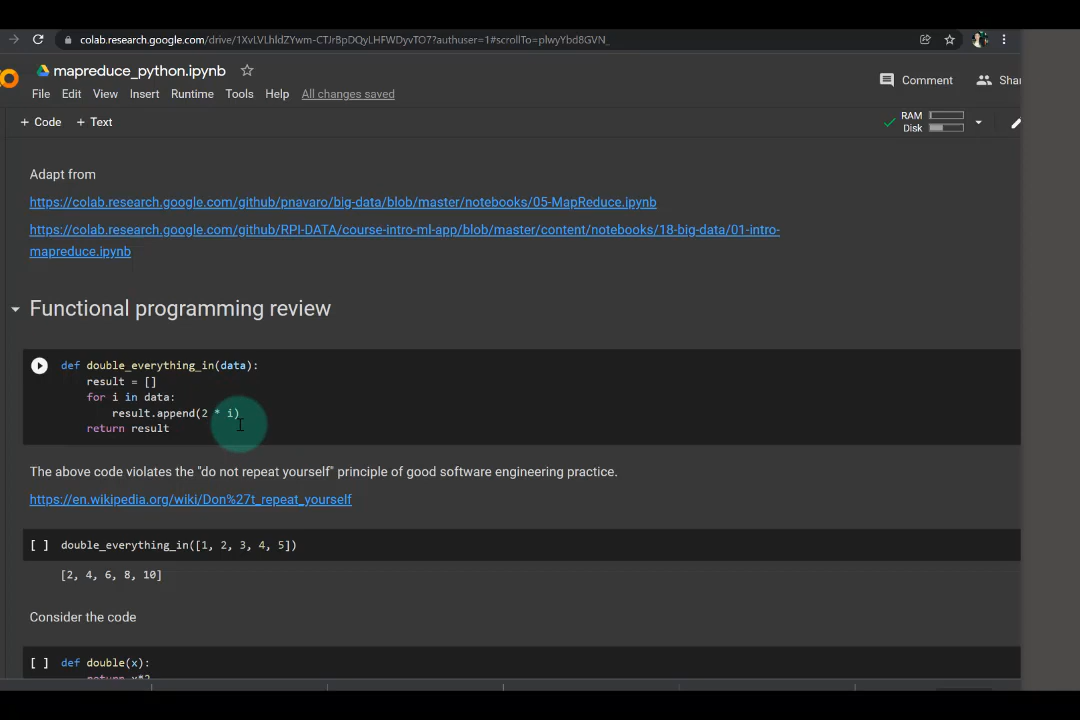 colab.research.google.com/drive/1XvLVLhldZYwm-CTJrBpDQyLHFWDyvTO7?authuser=1#scrollTo=plwyYbd8GVN_
mapreduce_python.ipynb
File Edit View Insert Runtime Tools Help All changes saved
Comment
Shar
+ Code + Text
RAM
Disk
Adapt from
https://colab.research.google.com/github/pnavaro/big-data/blob/master/notebooks/05-MapReduce.ipynb
https://colab.research.google.com/github/RPI-DATA/course-intro-ml-app/blob/master/content/notebooks/18-big-data/01-intro-
mapreduce.ipynb
Functional programming review
def double_everything_in(data):
result = []
for i in data:
result.append(2 * i)
return result
The above code violates the "do not repeat yourself" principle of good software engineering practice.
https://en.wikipedia.org/wiki/Don%27t_repeat_yourself
[ ] double_everything_in([1, 2, 3, 4, 5])
[2, 4, 6, 8, 10]
Consider the code
[ ] def double(x):
return x*2